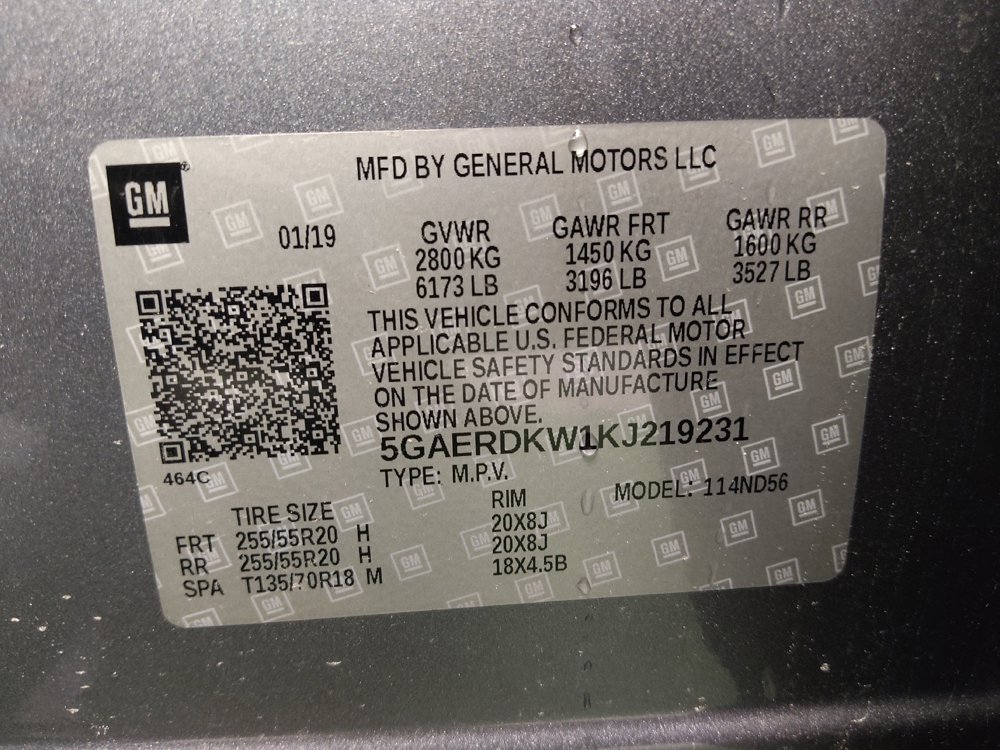 GM
MFD BY GENERAL MOTORS LLC
01/19
GVWR GAWR FRT GAWR RR
2800 KG 1450 KG 1600 KG
6173 LB 3196 LB 3527 LB
THIS VEHICLE CONFORMS TO ALL
APPLICABLE U.S. FEDERAL MOTOR
VEHICLE SAFETY STANDARDS IN EFFECT
ON THE DATE OF MANUFACTURE
SHOWN ABOVE.
5GAERDKW1KJ219231
464C
TYPE: M.P.V. MODEL: 114ND56
TIRE SIZE RIM
FRT 255/55R20 H 20X8J
RR 255/55R20 H 20X8J
SPA T135/70R18 M 18X4.5B